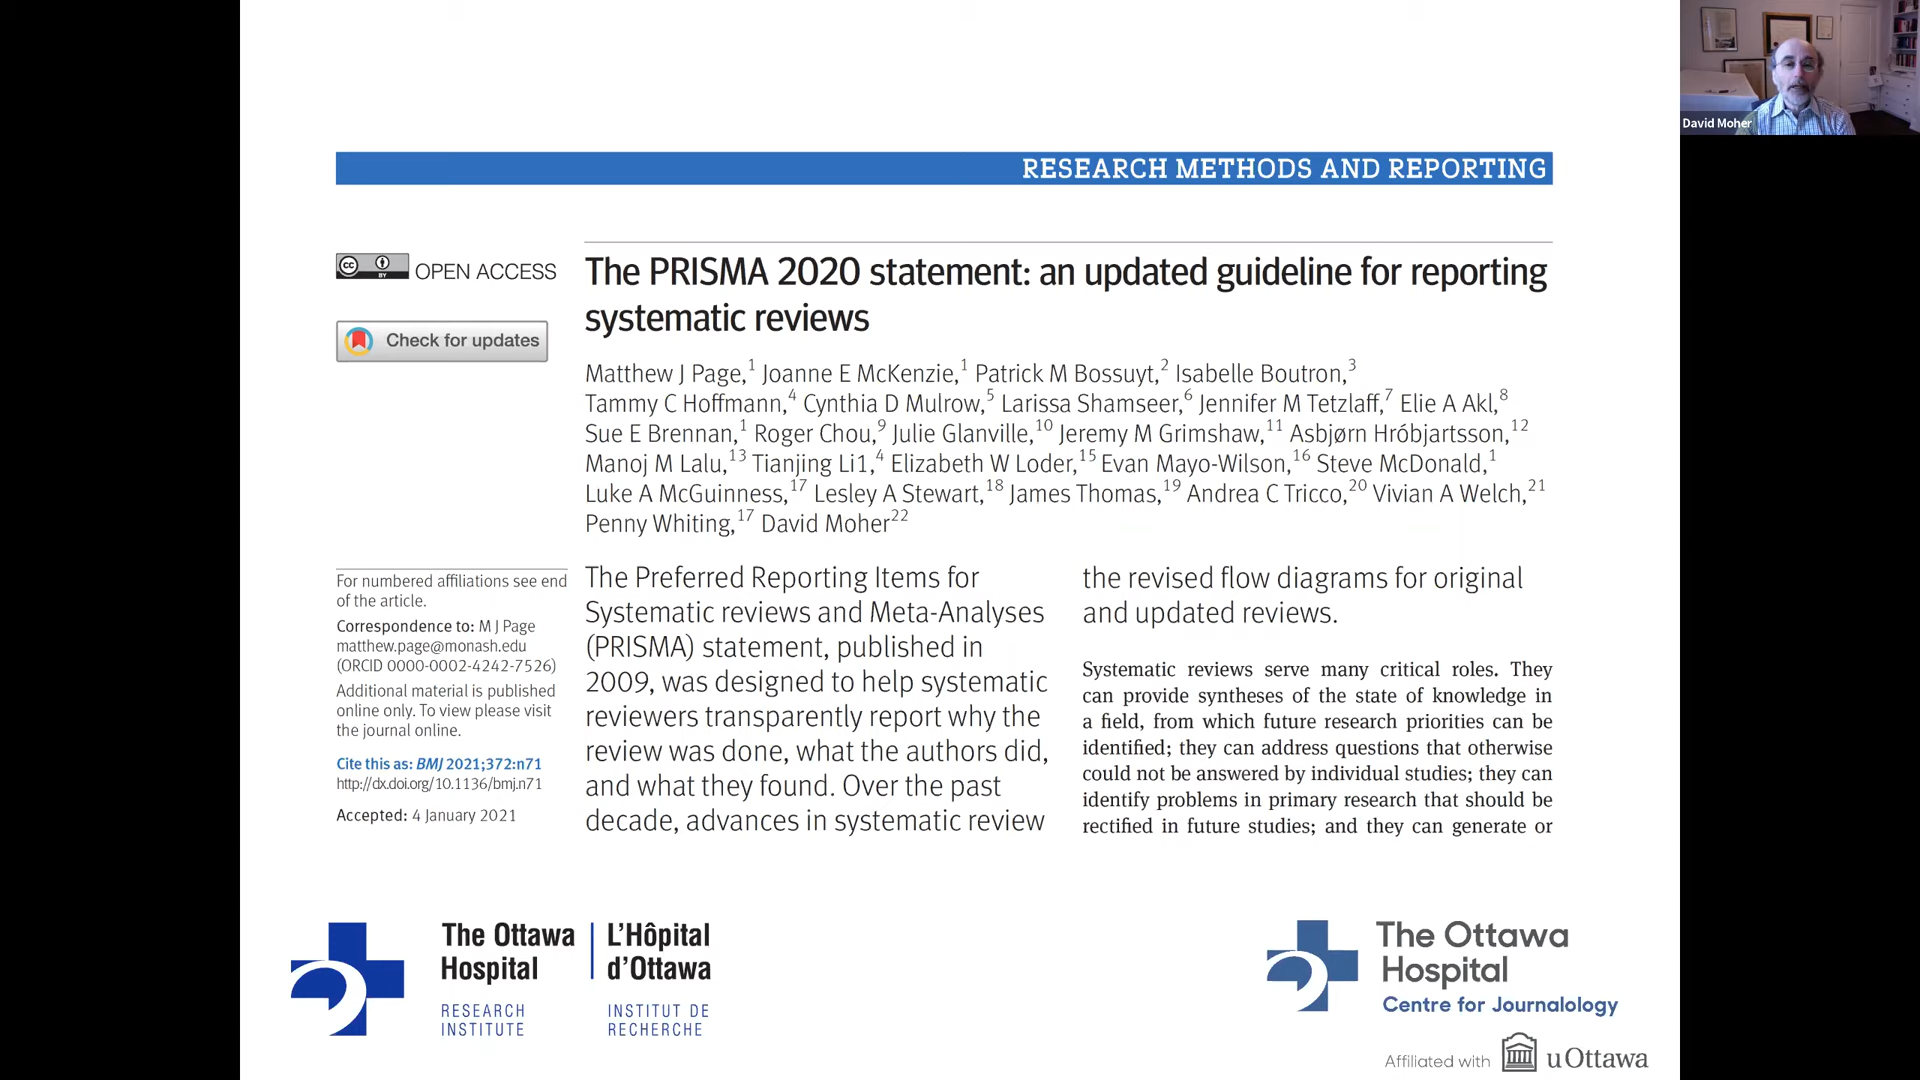 David Moher
RESEARCH METHODS AND REPORTING
CC BY OPEN ACCESS
Check for updates
The PRISMA 2020 statement: an updated guideline for reporting
systematic reviews
Matthew J Page,1 Joanne E McKenzie,1 Patrick M Bossuyt,2 Isabelle Boutron,3
Tammy C Hoffmann,4 Cynthia D Mulrow,5 Larissa Shamseer,6 Jennifer M Tetzlaff,7 Elie A Akl,8
Sue E Brennan,1 Roger Chou,9 Julie Glanville,10 Jeremy M Grimshaw,11 Asbjørn Hróbjartsson,12
Manoj M Lalu,13 Tianjing Li1,4 Elizabeth W Loder,15 Evan Mayo-Wilson,16 Steve McDonald,1
Luke A McGuinness,17 Lesley A Stewart,18 James Thomas,19 Andrea C Tricco,20 Vivian A Welch,21
Penny Whiting,17 David Moher22
For numbered affiliations see end
of the article.
Correspondence to: M J Page
matthew.page@monash.edu
(ORCID 0000-0002-4242-7526)
Additional material is published
online only. To view please visit
the journal online.
Cite this as: BMJ 2021;372:n71
http://dx.doi.org/10.1136/bmj.n71
Accepted: 4 January 2021
The Preferred Reporting Items for
Systematic reviews and Meta-Analyses
(PRISMA) statement, published in
2009, was designed to help systematic
reviewers transparently report why the
review was done, what the authors did,
and what they found. Over the past
decade, advances in systematic review
the revised flow diagrams for original
and updated reviews.
Systematic reviews serve many critical roles. They
can provide syntheses of the state of knowledge in
a field, from which future research priorities can be
identified; they can address questions that otherwise
could not be answered by individual studies; they can
identify problems in primary research that should be
rectified in future studies; and they can generate or
The Ottawa
Hospital
RESEARCH
INSTITUTE
L'Hôpital
d'Ottawa
INSTITUT DE
RECHERCHE
The Ottawa
Hospital
Centre for Journalology
Affiliated with uOttawa